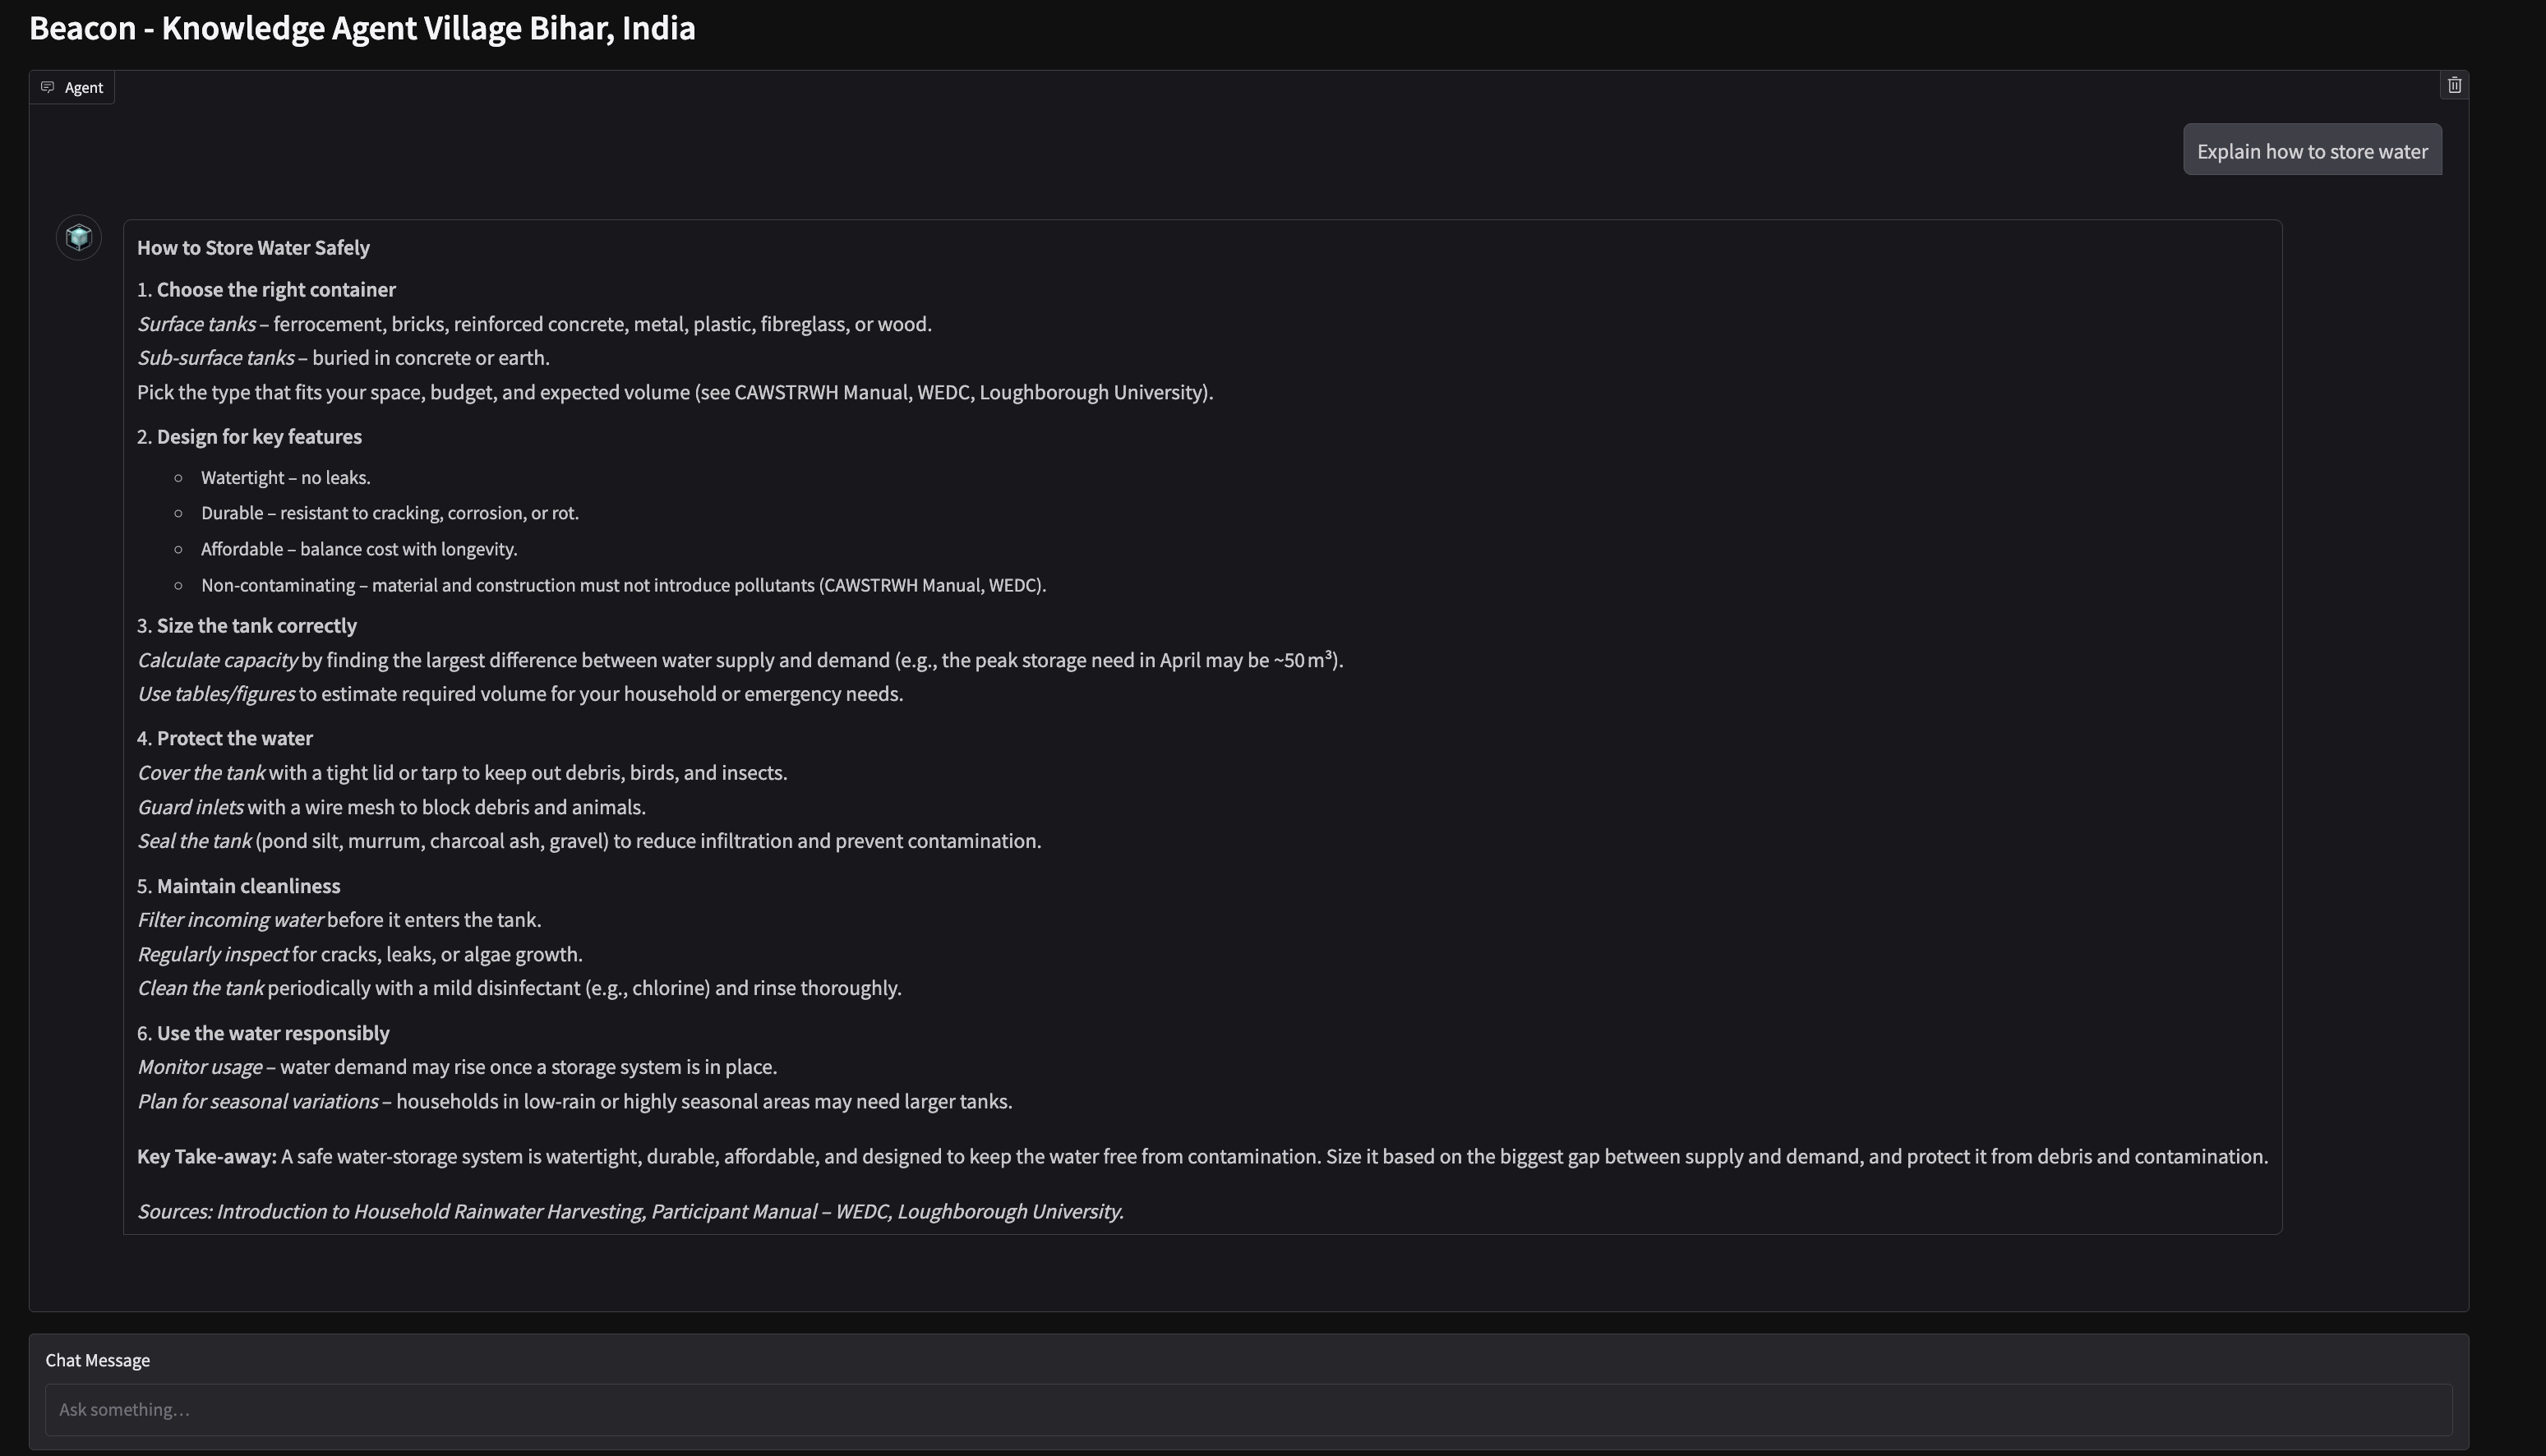 Beacon - Knowledge Agent Village Bihar, India
Agent
Explain how to store water
How to Store Water Safely
1. Choose the right container
Surface tanks – ferrocement, bricks, reinforced concrete, metal, plastic, fibreglass, or wood.
Sub-surface tanks – buried in concrete or earth.
Pick the type that fits your space, budget, and expected volume (see CAWSTRWH Manual, WEDC, Loughborough University).
2. Design for key features
○ Watertight – no leaks.
○ Durable – resistant to cracking, corrosion, or rot.
○ Affordable – balance cost with longevity.
○ Non-contaminating – material and construction must not introduce pollutants (CAWSTRWH Manual, WEDC).
3. Size the tank correctly
Calculate capacity by finding the largest difference between water supply and demand (e.g., the peak storage need in April may be ~50 m³).
Use tables/figures to estimate required volume for your household or emergency needs.
4. Protect the water
Cover the tank with a tight lid or tarp to keep out debris, birds, and insects.
Guard inlets with a wire mesh to block debris and animals.
Seal the tank (pond silt, murrum, charcoal ash, gravel) to reduce infiltration and prevent contamination.
5. Maintain cleanliness
Filter incoming water before it enters the tank.
Regularly inspect for cracks, leaks, or algae growth.
Clean the tank periodically with a mild disinfectant (e.g., chlorine) and rinse thoroughly.
6. Use the water responsibly
Monitor usage – water demand may rise once a storage system is in place.
Plan for seasonal variations – households in low-rain or highly seasonal areas may need larger tanks.
Key Take-away: A safe water-storage system is watertight, durable, affordable, and designed to keep the water free from contamination. Size it based on the biggest gap between supply and demand, and protect it from debris and contamination.
Sources: Introduction to Household Rainwater Harvesting, Participant Manual – WEDC, Loughborough University.
Chat Message
Ask something…